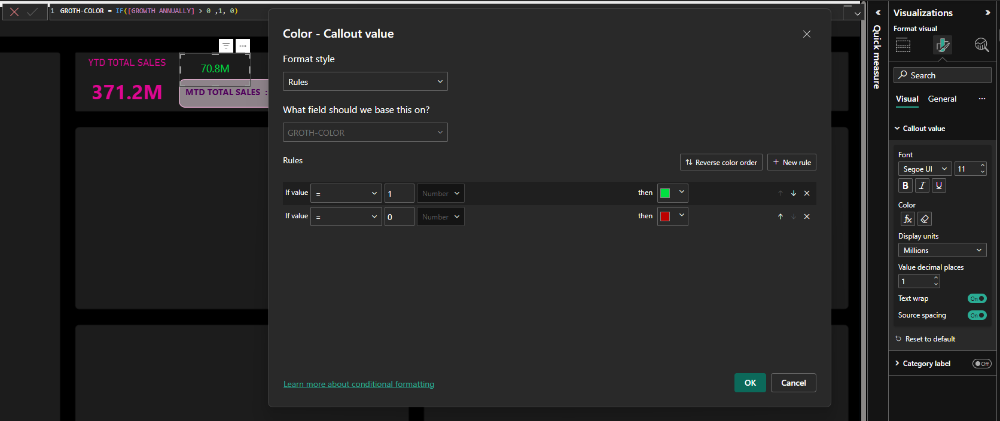 1 GROTH-COLOR = IF([GROWTH ANNUALLY] > 0 ,1, 0)
YTD TOTAL SALES
371.2M
70.8M
MTD TOTAL SALES :
Color - Callout value
Format style
Rules
What field should we base this on?
GROTH-COLOR
Rules
Reverse color order
+ New rule
If value = 1 Number then
If value = 0 Number then
Learn more about conditional formatting
OK
Cancel
Quick measure
Visualizations
Format visual
Search
Visual General ...
Callout value
Font
Segoe UI 11
B I U
Color
fx
Display units
Millions
Value decimal places
1
Text wrap On
Source spacing On
Reset to default
Category label Off